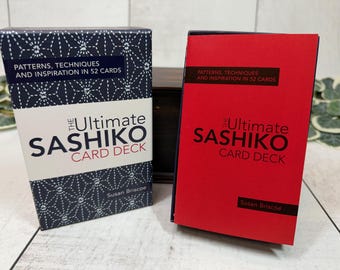 PATTERNS, TECHNIQUES
AND INSPIRATION IN 52 CARDS
THE Ultimate
SASHIKO
CARD DECK
Susan Briscoe
PATTERNS, TECHNIQUES
AND INSPIRATION IN 52 CARDS
THE Ultimate
SASHIKO
CARD DECK
Susan Briscoe